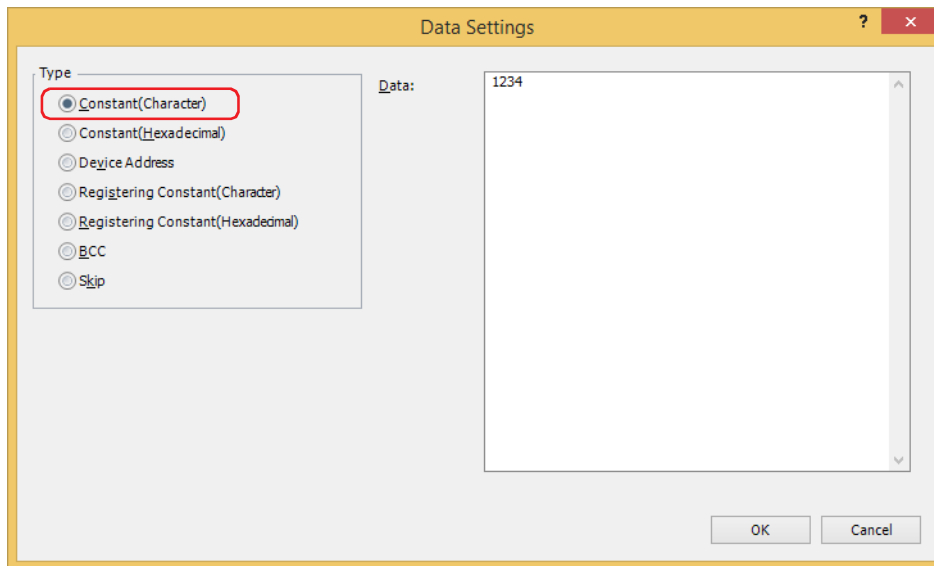 Data Settings
?
×
Type
Constant(Character)
Constant(Hexadecimal)
Device Address
Registering Constant(Character)
Registering Constant(Hexadecimal)
BCC
Skip
Data:
1234
OK
Cancel